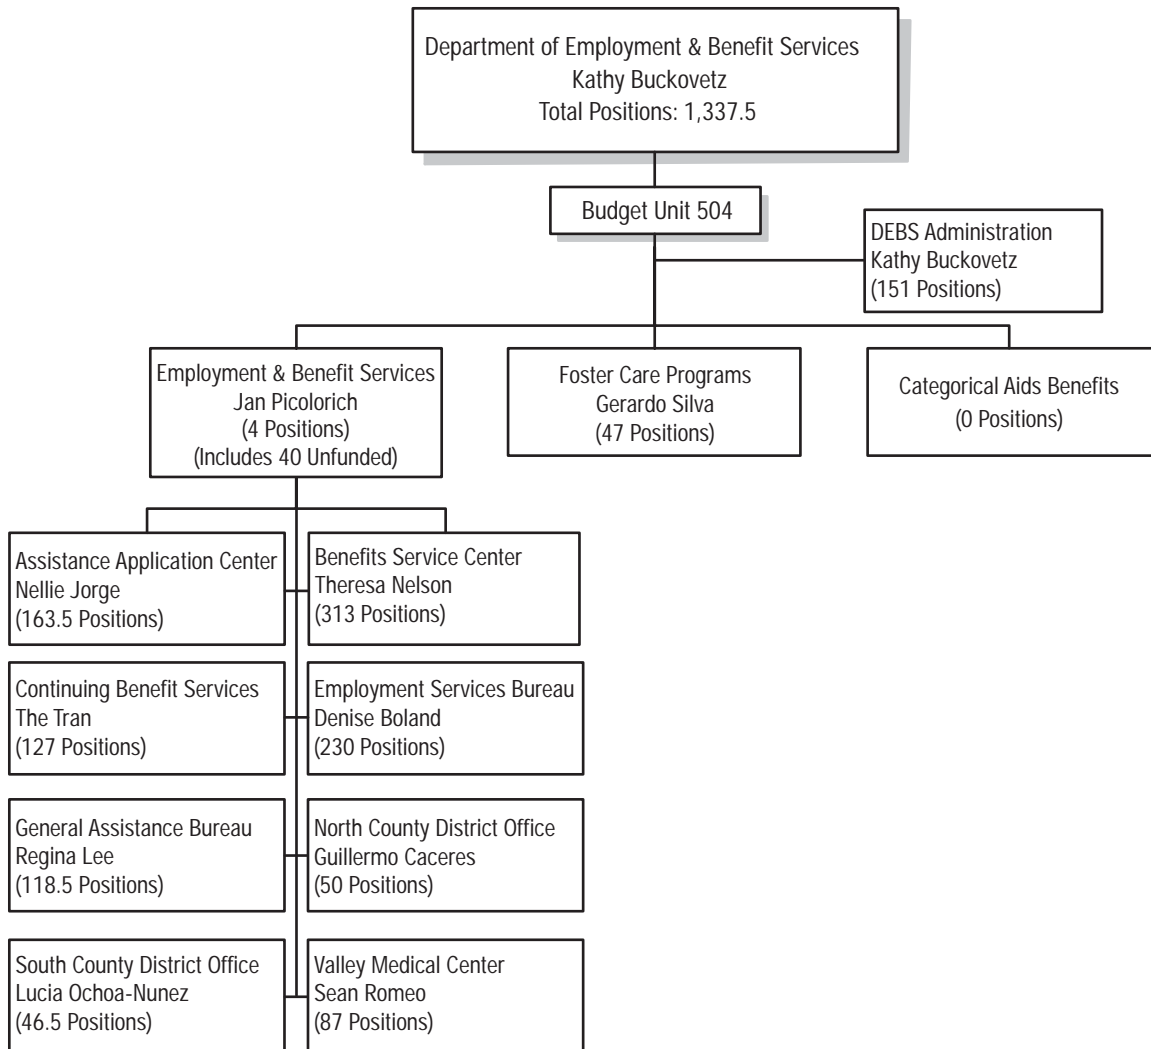 Department of Employment & Benefit Services
Kathy Buckovetz
Total Positions: 1,337.5
Budget Unit 504
DEBS Administration
Kathy Buckovetz
(151 Positions)
Employment & Benefit Services
Jan Picolorich
(4 Positions)
(Includes 40 Unfunded)
Foster Care Programs
Gerardo Silva
(47 Positions)
Categorical Aids Benefits
(0 Positions)
Assistance Application Center
Nellie Jorge
(163.5 Positions)
Benefits Service Center
Theresa Nelson
(313 Positions)
Continuing Benefit Services
The Tran
(127 Positions)
Employment Services Bureau
Denise Boland
(230 Positions)
General Assistance Bureau
Regina Lee
(118.5 Positions)
North County District Office
Guillermo Caceres
(50 Positions)
South County District Office
Lucia Ochoa-Nunez
(46.5 Positions)
Valley Medical Center
Sean Romeo
(87 Positions)